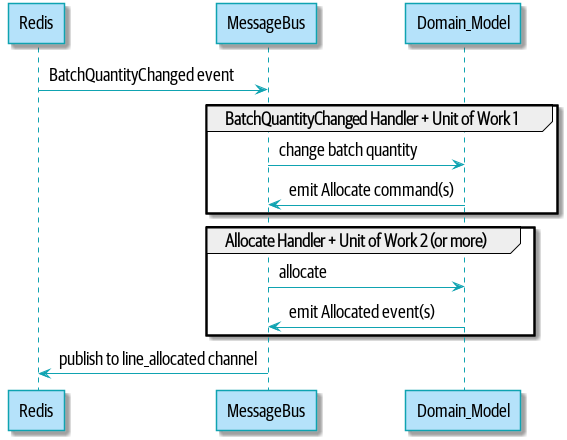 Redis
MessageBus
Domain_Model
BatchQuantityChanged event
BatchQuantityChanged Handler + Unit of Work 1
change batch quantity
emit Allocate command(s)
Allocate Handler + Unit of Work 2 (or more)
allocate
emit Allocated event(s)
publish to line_allocated channel
Redis
MessageBus
Domain_Model